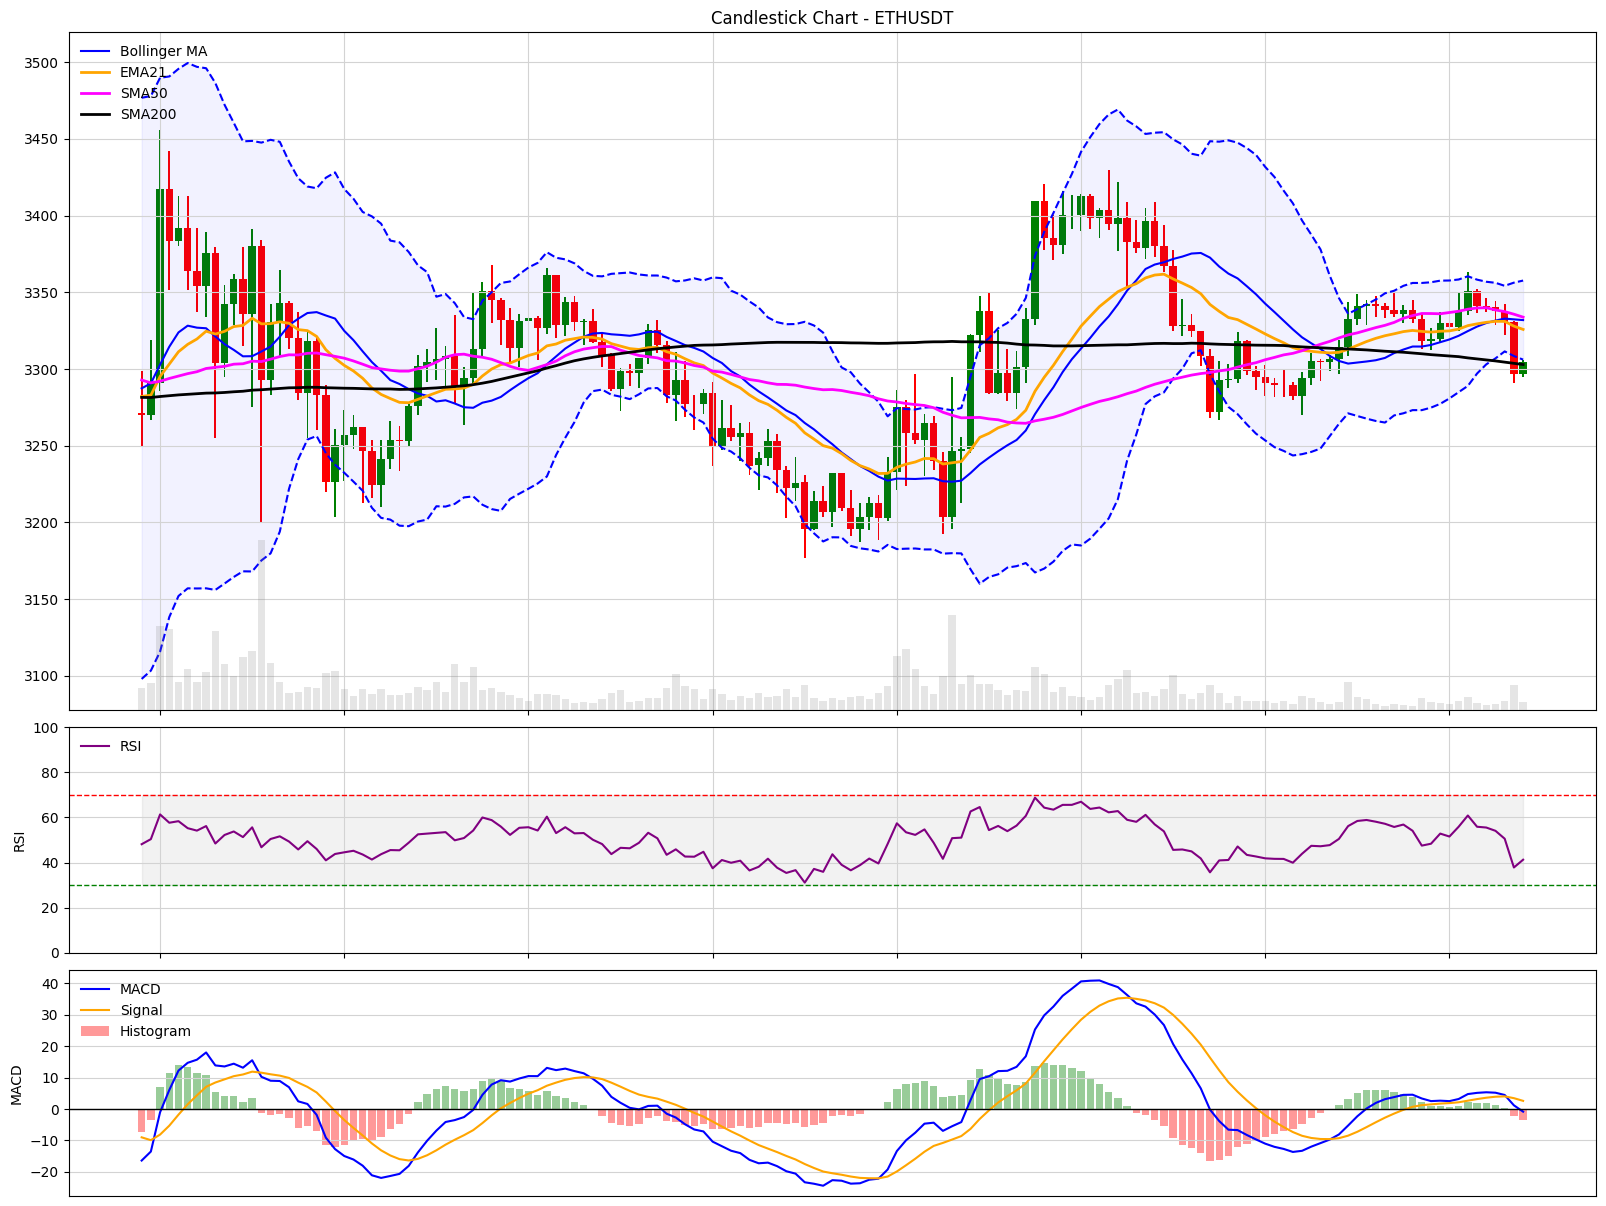 Candlestick Chart - ETHUSDT
Bollinger MA
EMA21
SMA50
SMA200
3500
3450
3400
3350
3300
3250
3200
3150
3100
RSI
RSI
100
80
60
40
20
0
MACD
Signal
Histogram
MACD
40
30
20
10
0
−10
−20